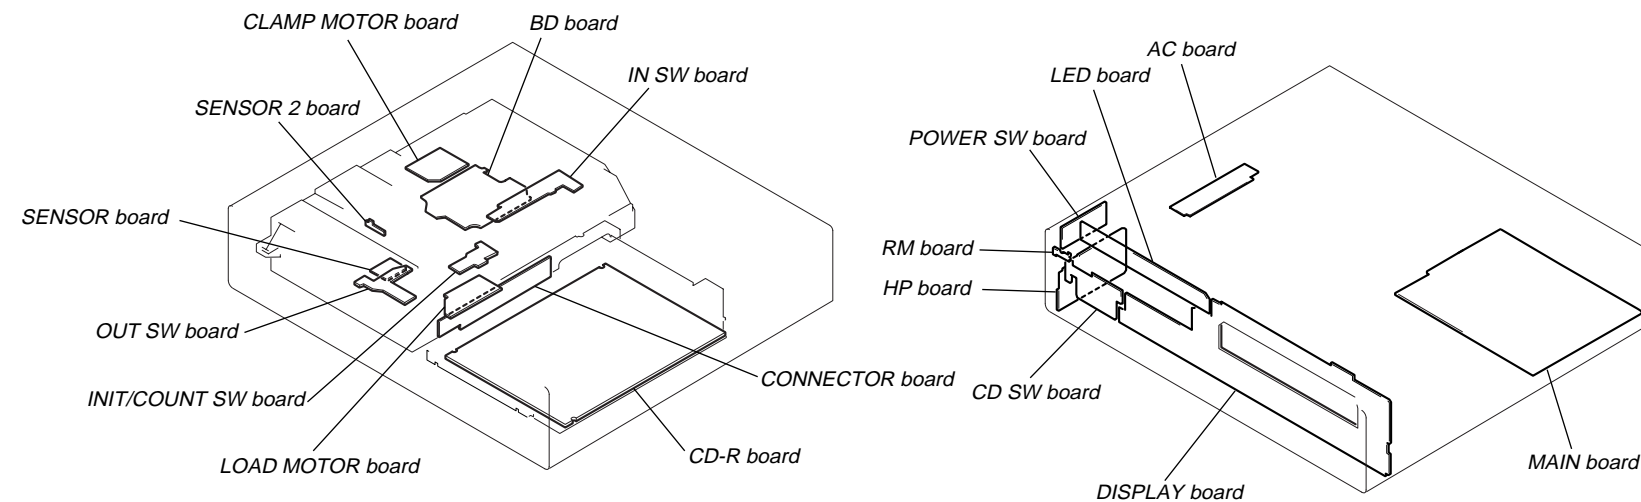 CLAMP MOTOR board
BD board
IN SW board
SENSOR 2 board
SENSOR board
OUT SW board
INIT/COUNT SW board
LOAD MOTOR board
CONNECTOR board
CD-R board
AC board
LED board
POWER SW board
RM board
HP board
CD SW board
DISPLAY board
MAIN board